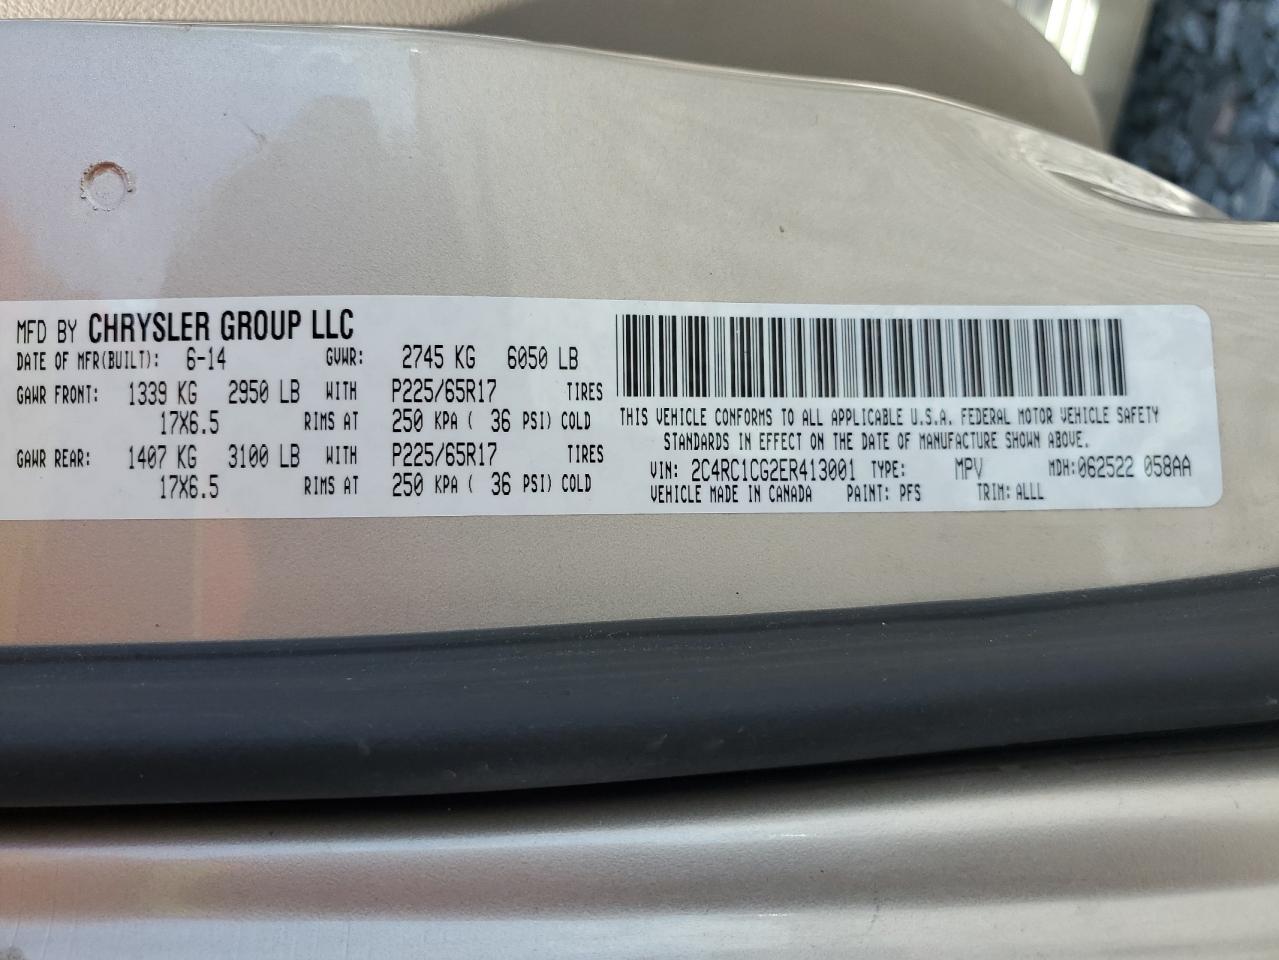 MFD BY CHRYSLER GROUP LLC
DATE OF MFR(BUILT): 6-14 GVWR: 2745 KG 6050 LB
GAWR FRONT: 1339 KG 2950 LB WITH P225/65R17 TIRES
17X6.5 RIMS AT 250 KPA ( 36 PSI) COLD
GAWR REAR: 1407 KG 3100 LB WITH P225/65R17 TIRES
17X6.5 RIMS AT 250 KPA ( 36 PSI) COLD
THIS VEHICLE CONFORMS TO ALL APPLICABLE U.S.A. FEDERAL MOTOR VEHICLE SAFETY
STANDARDS IN EFFECT ON THE DATE OF MANUFACTURE SHOWN ABOVE.
VIN: 2C4RC1CG2ER413001 TYPE: MPV MDH:062522 058AA
VEHICLE MADE IN CANADA PAINT: PFS TRIM: ALLL